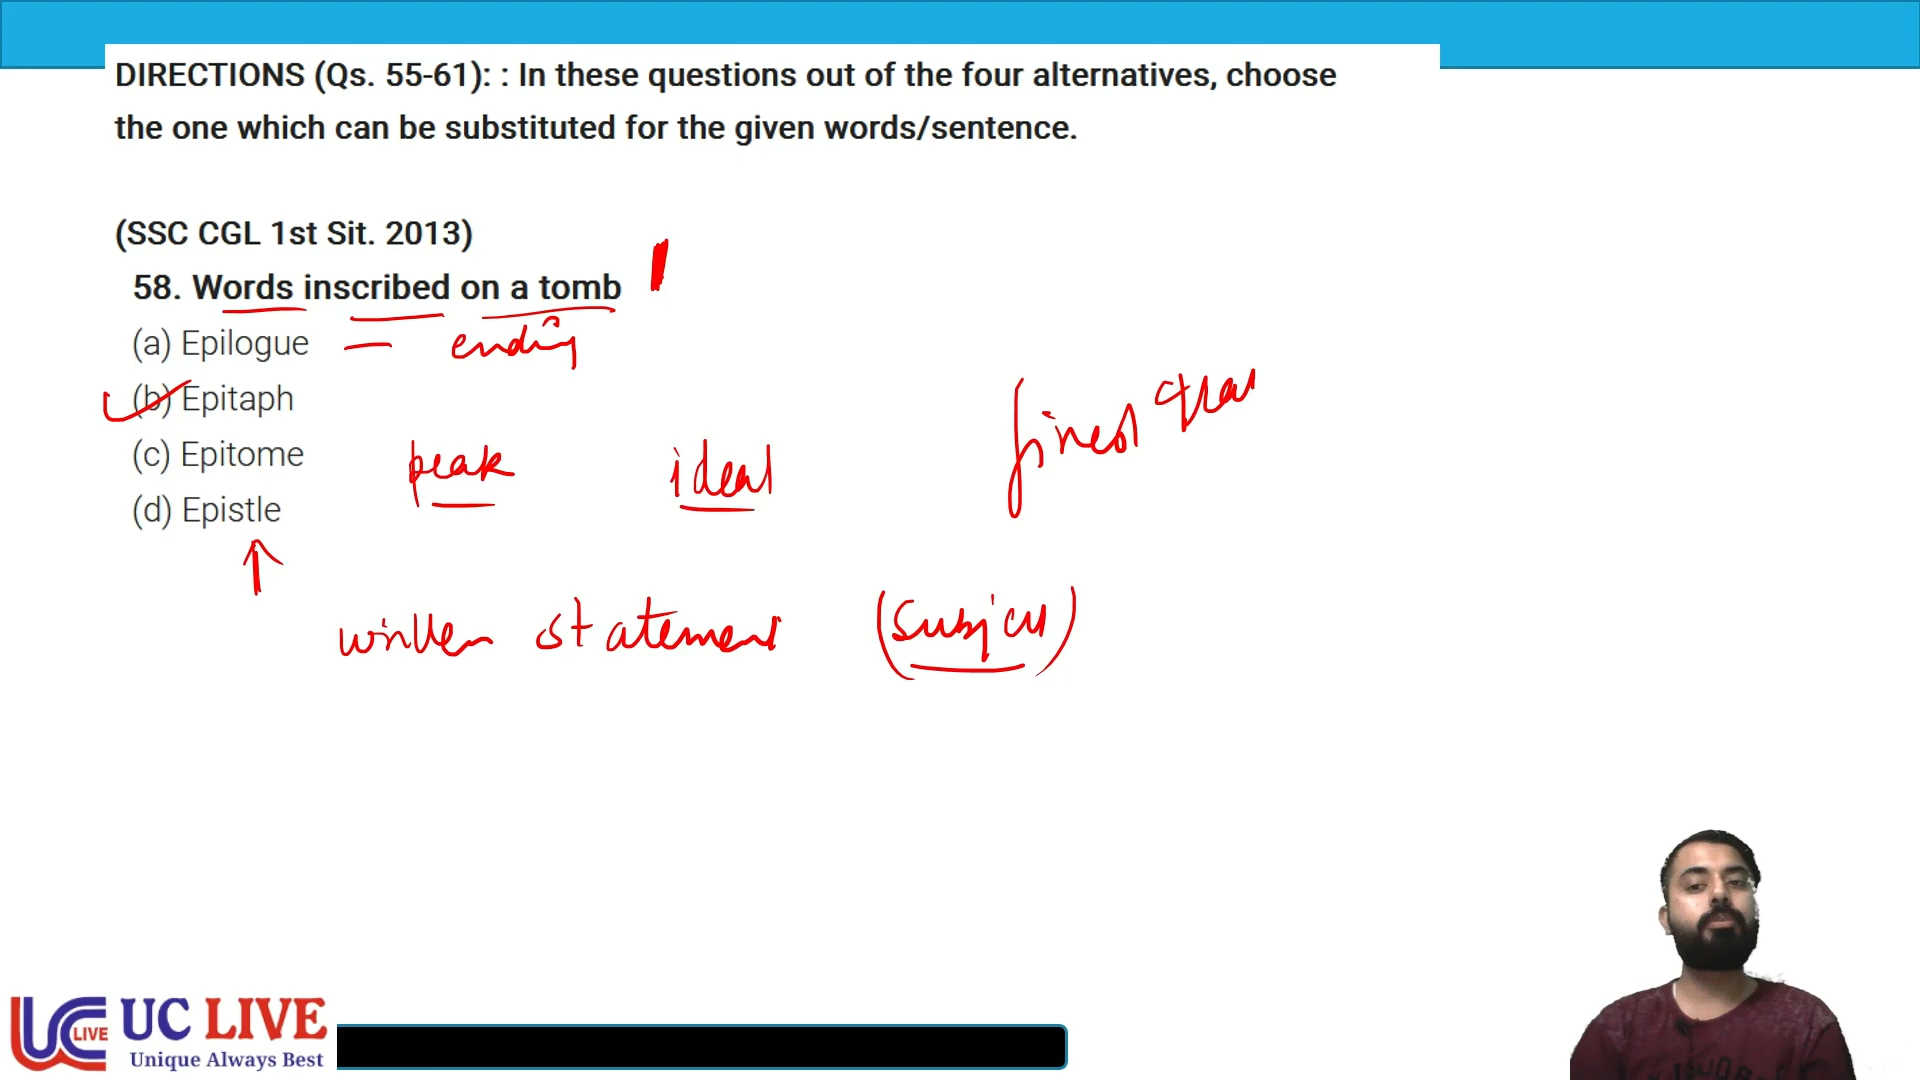 DIRECTIONS (Qs. 55-61): : In these questions out of the four alternatives, choose
the one which can be substituted for the given words/sentence.
(SSC CGL 1st Sit. 2013)
58. Words inscribed on a tomb
(a) Epilogue — ending
(b) Epitaph
(c) Epitome peak ideal finest
(d) Epistle
written statement
LIVE UC LIVE
Unique Always Best